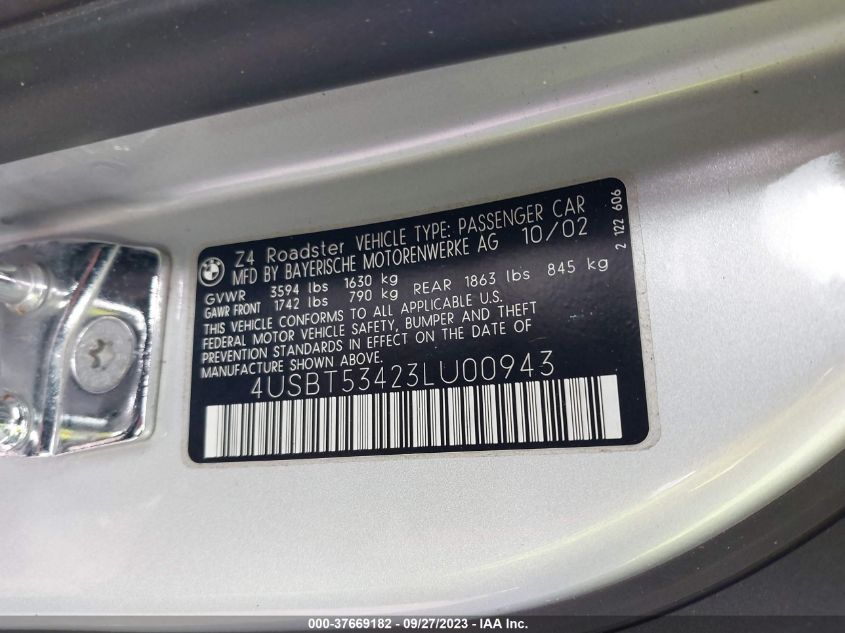 Z4 Roadster VEHICLE TYPE: PASSENGER CAR
MFD BY BAYERISCHE MOTORENWERKE AG 10/02
GVWR 3594 lbs 1630 kg
GAWR FRONT 1742 lbs 790 kg REAR 1863 lbs 845 kg
THIS VEHICLE CONFORMS TO ALL APPLICABLE U.S.
FEDERAL MOTOR VEHICLE SAFETY, BUMPER AND THEFT
PREVENTION STANDARDS IN EFFECT ON THE DATE OF
MANUFACTURE SHOWN ABOVE.
4USBT53423LU00943
2 122 606
000-37669182 - 09/27/2023 - IAAI.COM